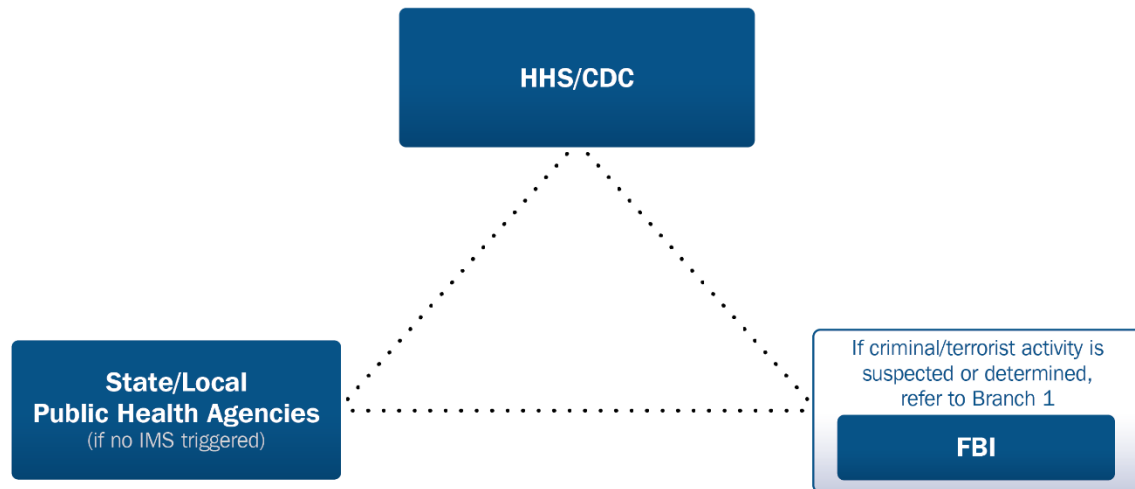 HHS/CDC
State/Local
Public Health Agencies
(if no IMS triggered)
If criminal/terrorist activity is
suspected or determined,
refer to Branch 1
FBI